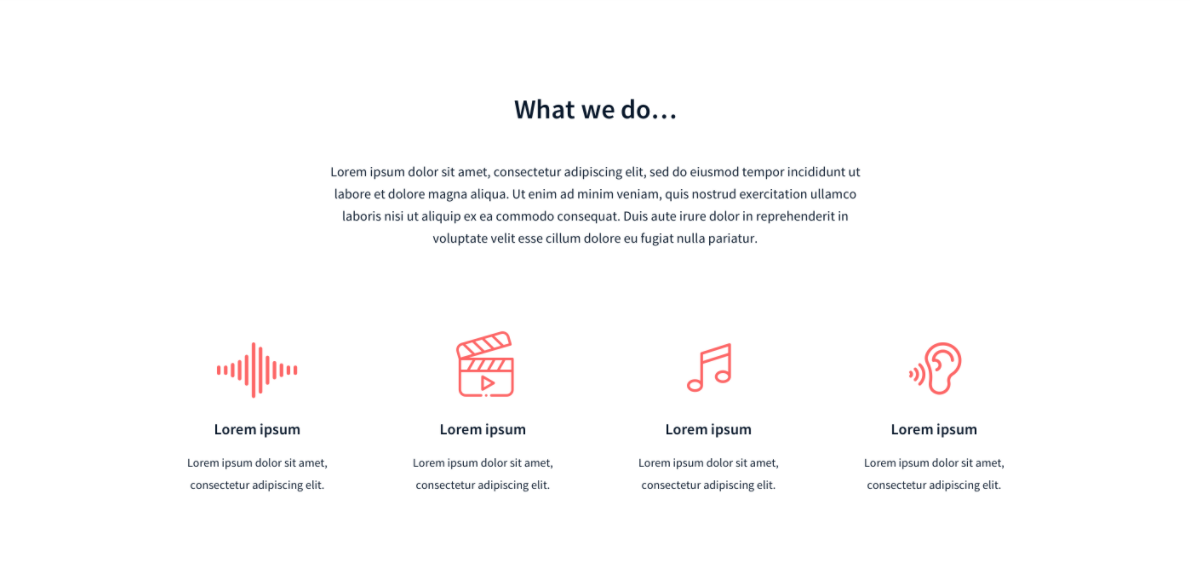 What we do...
Lorem ipsum dolor sit amet, consectetur adipiscing elit, sed do eiusmod tempor incididunt ut
labore et dolore magna aliqua. Ut enim ad minim veniam, quis nostrud exercitation ullamco
laboris nisi ut aliquip ex ea commodo consequat. Duis aute irure dolor in reprehenderit in
voluptate velit esse cillum dolore eu fugiat nulla pariatur.
Lorem ipsum
Lorem ipsum dolor sit amet,
consectetur adipiscing elit.
Lorem ipsum
Lorem ipsum dolor sit amet,
consectetur adipiscing elit.
Lorem ipsum
Lorem ipsum dolor sit amet,
consectetur adipiscing elit.
Lorem ipsum
Lorem ipsum dolor sit amet,
consectetur adipiscing elit.